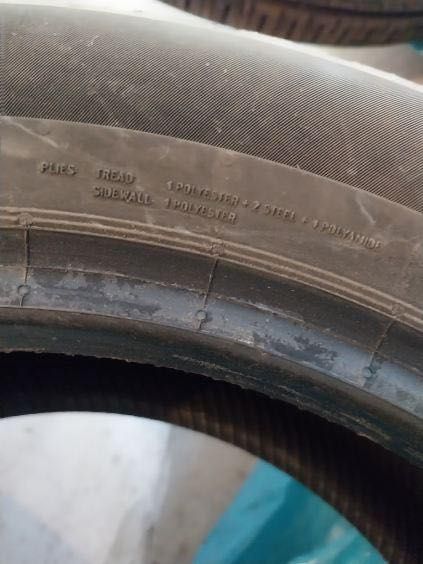 PLIES TREAD 1 POLYESTER + 2 STEEL + 1 POLYAMIDE
SIDEWALL 1 POLYESTER